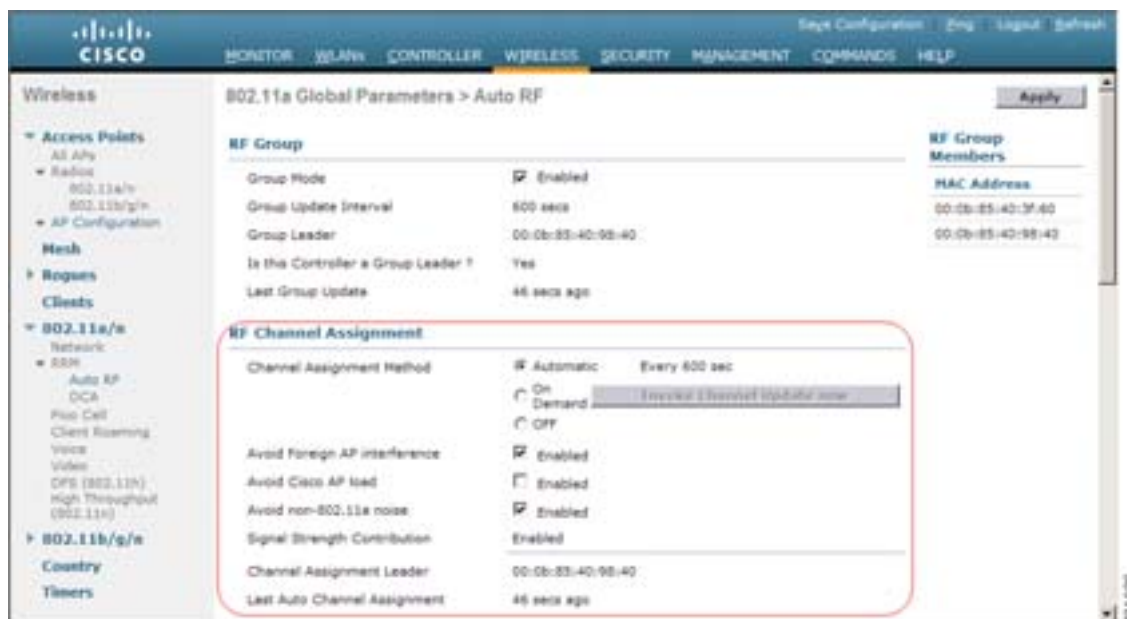 Save Configuration Ping Logout Refresh
CISCO
MONITOR WLANs CONTROLLER WIRELESS SECURITY MANAGEMENT COMMANDS HELP
Wireless
Access Points
All APs
Radios
802.11a/n
802.11b/g/n
AP Configuration
Mesh
Rogues
Clients
802.11a/n
Network
RRM
Auto RF
DCA
Pico Cell
Client Roaming
Voice
Video
DFS (802.11h)
High Throughput
(802.11n)
802.11b/g/n
Country
Timers
802.11a Global Parameters > Auto RF
Apply
RF Group
Group Mode Enabled
Group Update Interval 600 secs
Group Leader 00:0b:85:40:98:40
Is this Controller a Group Leader ? Yes
Last Group Update 46 secs ago
RF Channel Assignment
Channel Assignment Method Automatic Every 600 sec
On
Demand Invoke Channel Update now
OFF
Avoid Foreign AP interference Enabled
Avoid Cisco AP load Enabled
Avoid non-802.11a noise Enabled
Signal Strength Contribution Enabled
Channel Assignment Leader 00:0b:85:40:98:40
Last Auto Channel Assignment 46 secs ago
RF Group
Members
MAC Address
00:0b:85:40:3f:60